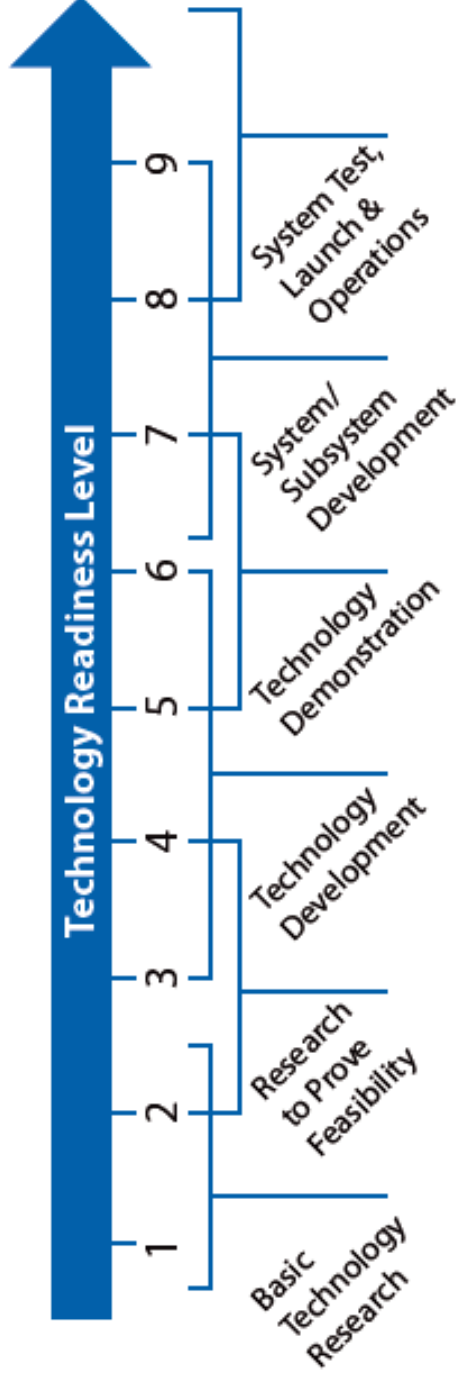 Technology Readiness Level
1 2 3 4 5 6 7 8 9
Basic
Technology
Research
Research
to Prove
Feasibility
Technology
Development
Technology
Demonstration
System/
Subsystem
Development
System Test,
Launch &
Operations